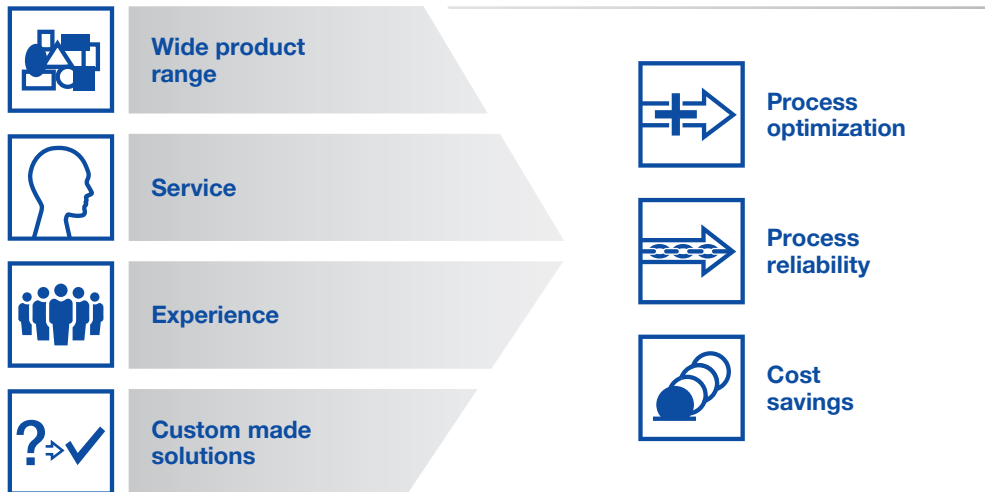 Wide product
range
Service
Experience
?
Custom made
solutions
Process
optimization
Process
reliability
Cost
savings